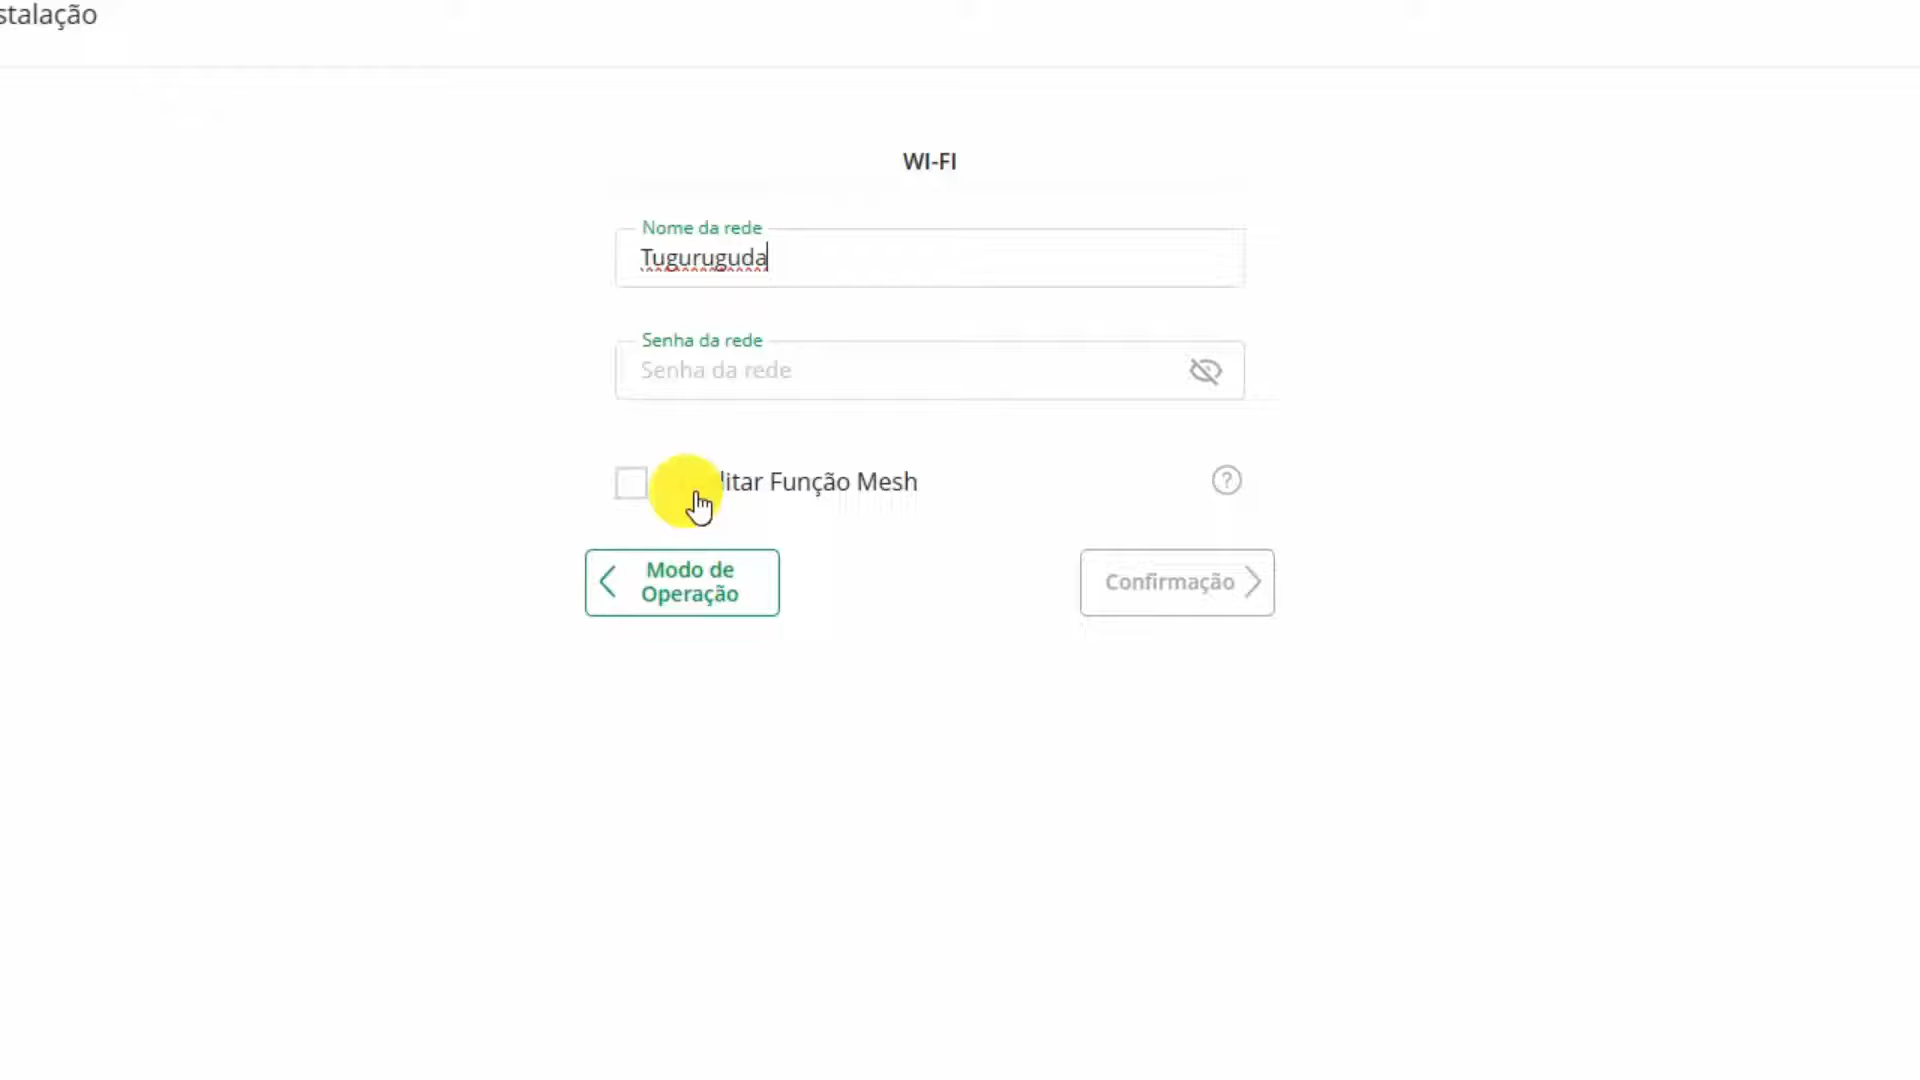 stalação
WI-FI
Nome da rede
Tuguruguda
Senha da rede
Senha da rede
litar Função Mesh
Modo de
Operação
Confirmação